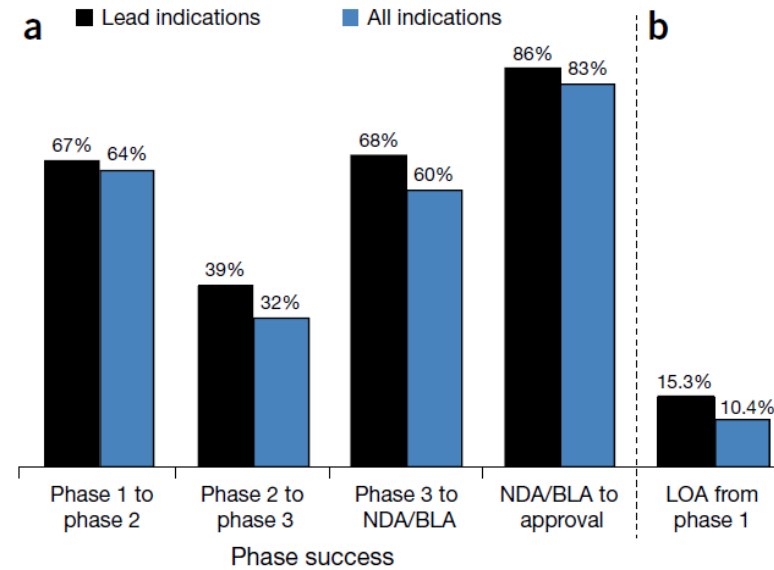 a
Lead indications
All indications
b
67%
64%
39%
32%
68%
60%
86%
83%
15.3%
10.4%
Phase 1 to
phase 2
Phase 2 to
phase 3
Phase 3 to
NDA/BLA
NDA/BLA to
approval
LOA from
phase 1
Phase success